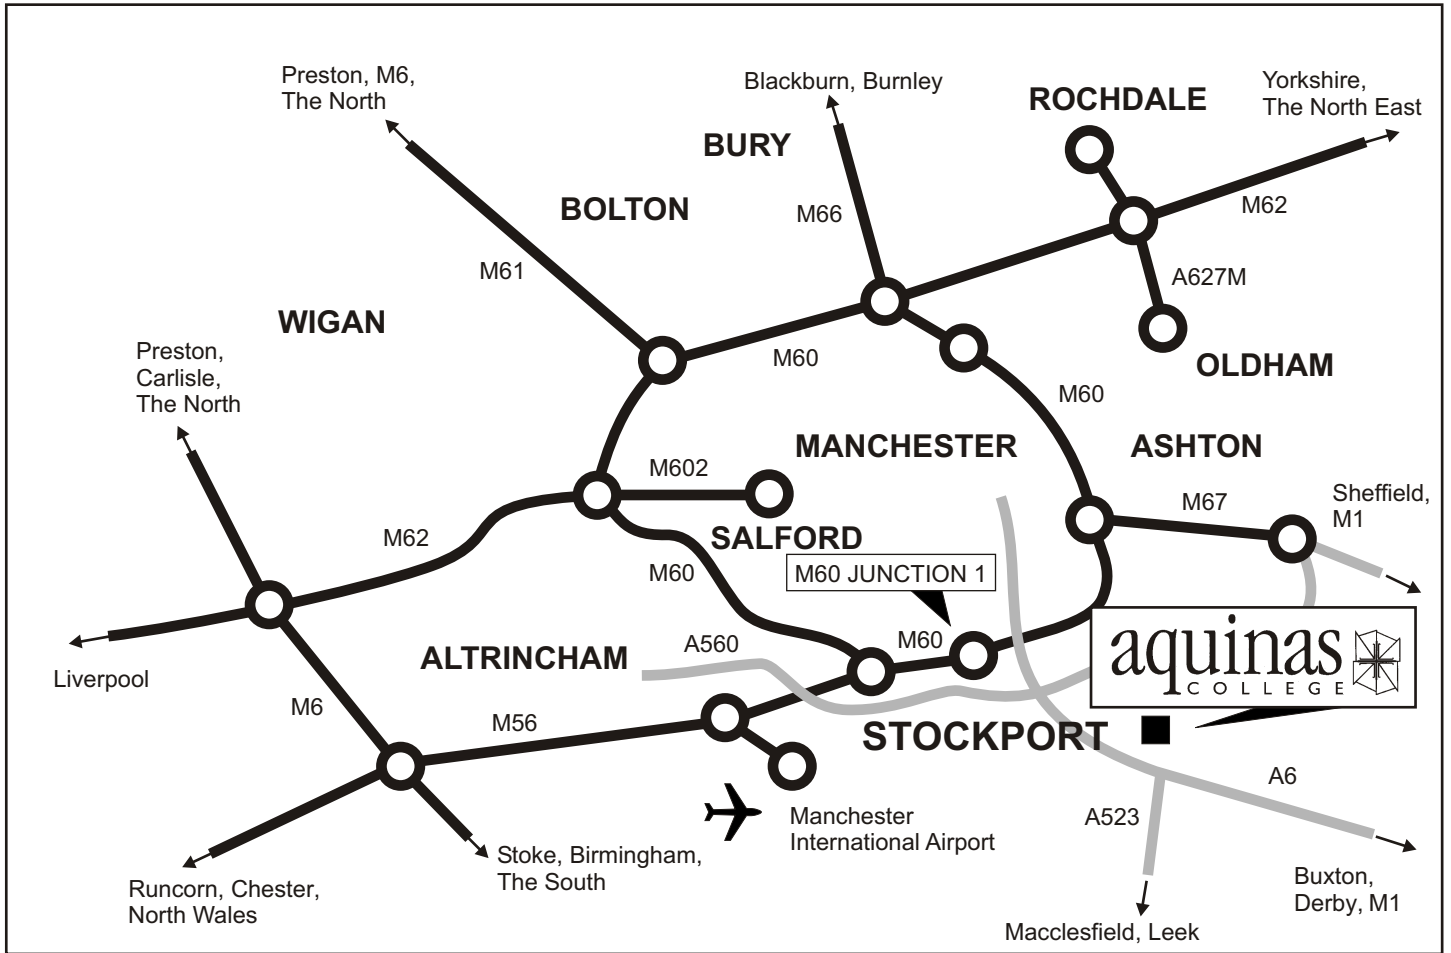 Preston, M6,
The North
Blackburn, Burnley
ROCHDALE
Yorkshire,
The North East
BURY
BOLTON
M66
M62
M61
A627M
WIGAN
Preston,
Carlisle,
The North
M60
OLDHAM
M60
MANCHESTER
ASHTON
M602
M67
Sheffield,
M1
M62
SALFORD
M60
M60 JUNCTION 1
aquinas
COLLEGE
A560
M60
ALTRINCHAM
Liverpool
M6
M56
STOCKPORT
A6
A523
Manchester
International Airport
Stoke, Birmingham,
The South
Runcorn, Chester,
North Wales
Buxton,
Derby, M1
Macclesfield, Leek